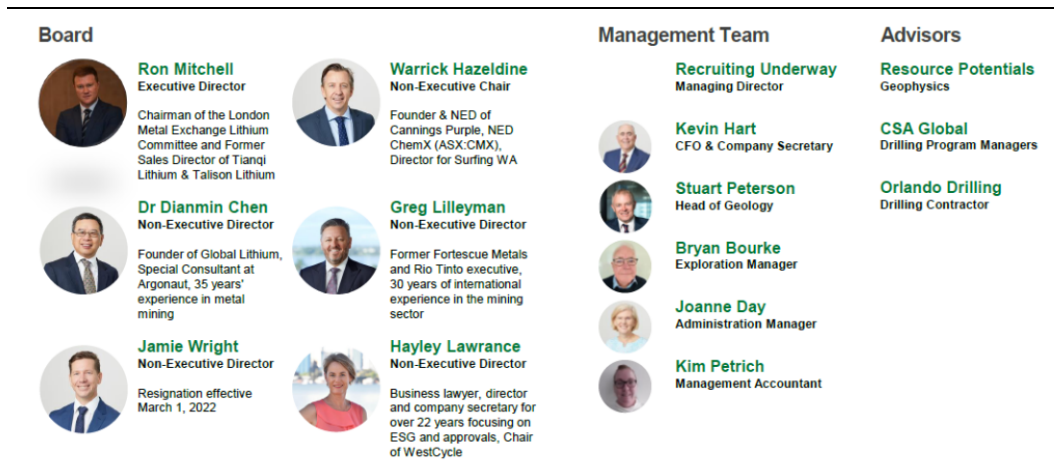 Board
Ron Mitchell
Executive Director
Chairman of the London
Metal Exchange Lithium
Committee and Former
Sales Director of Tianqi
Lithium & Talison Lithium
Warrick Hazeldine
Non-Executive Chair
Founder & NED of
Cannings Purple, NED
ChemX (ASX:CMX),
Director for Surfing WA
Dr Dianmin Chen
Non-Executive Director
Founder of Global Lithium,
Special Consultant at
Argonaut, 35 years'
experience in metal
mining
Greg Lilleyman
Non-Executive Director
Former Fortescue Metals
and Rio Tinto executive,
30 years of international
experience in the mining
sector
Jamie Wright
Non-Executive Director
Resignation effective
March 1, 2022
Hayley Lawrance
Non-Executive Director
Business lawyer, director
and company secretary for
over 22 years focusing on
ESG and approvals, Chair
of WestCycle
Management Team
Recruiting Underway
Managing Director
Kevin Hart
CFO & Company Secretary
Stuart Peterson
Head of Geology
Bryan Bourke
Exploration Manager
Joanne Day
Administration Manager
Kim Petrich
Management Accountant
Advisors
Resource Potentials
Geophysics
CSA Global
Drilling Program Managers
Orlando Drilling
Drilling Contractor